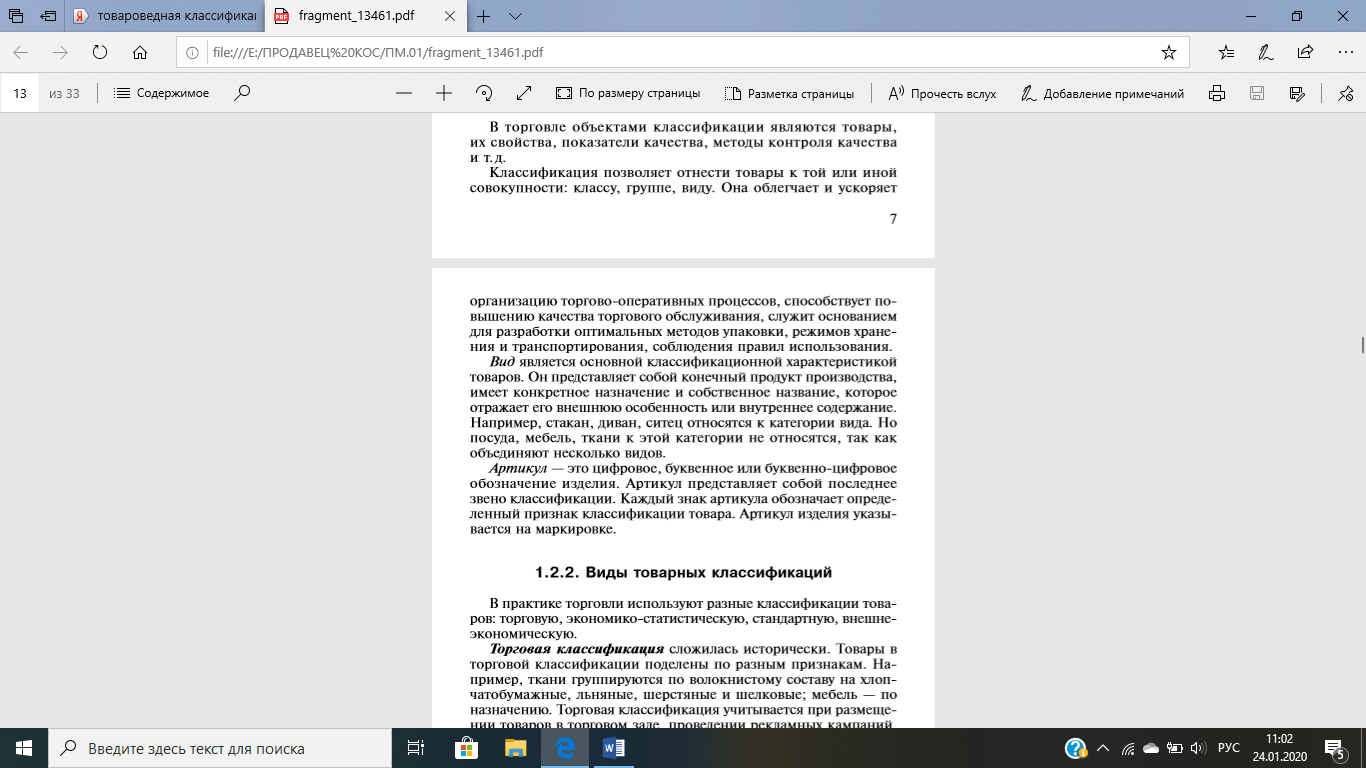 товароведная классифика
fragment_13461.pdf
file:///E:/ПРОДАВЕЦ%20КОС/ПМ.01/fragment_13461.pdf
13 из 33 Содержимое По размеру страницы Разметка страницы Прочесть вслух Добавление примечаний
В торговле объектами классификации являются товары,
их свойства, показатели качества, методы контроля качества
и т.д.
Классификация позволяет отнести товары к той или иной
совокупности: классу, группе, виду. Она облегчает и ускоряет
7
организацию торгово-оперативных процессов, способствует по-
вышению качества торгового обслуживания, служит основанием
для разработки оптимальных методов упаковки, режимов хране-
ния и транспортирования, соблюдения правил использования.
Вид является основной классификационной характеристикой
товаров. Он представляет собой конечный продукт производства,
имеет конкретное назначение и собственное название, которое
отражает его внешнюю особенность или внутреннее содержание.
Например, стакан, диван, ситец относятся к категории вида. Но
посуда, мебель, ткани к этой категории не относятся, так как
объединяют несколько видов.
Артикул — это цифровое, буквенное или буквенно-цифровое
обозначение изделия. Артикул представляет собой последнее
звено классификации. Каждый знак артикула обозначает опреде-
ленный признак классификации товара. Артикул изделия указы-
вается на маркировке.
1.2.2. Виды товарных классификаций
В практике торговли используют разные классификации това-
ров: торговую, экономико-статистическую, стандартную, внешне-
экономическую.
Торговая классификация сложилась исторически. Товары в
торговой классификации поделены по разным признакам. На-
пример, ткани группируются по волокнистому составу на хлоп-
чатобумажные, льняные, шерстяные и шелковые; мебель — по
назначению. Торговая классификация учитывается при размеще-
нии товаров в торговом зале, проведении рекламных кампаний,
Введите здесь текст для поиска
РУС
11:02
24.01.2020
5